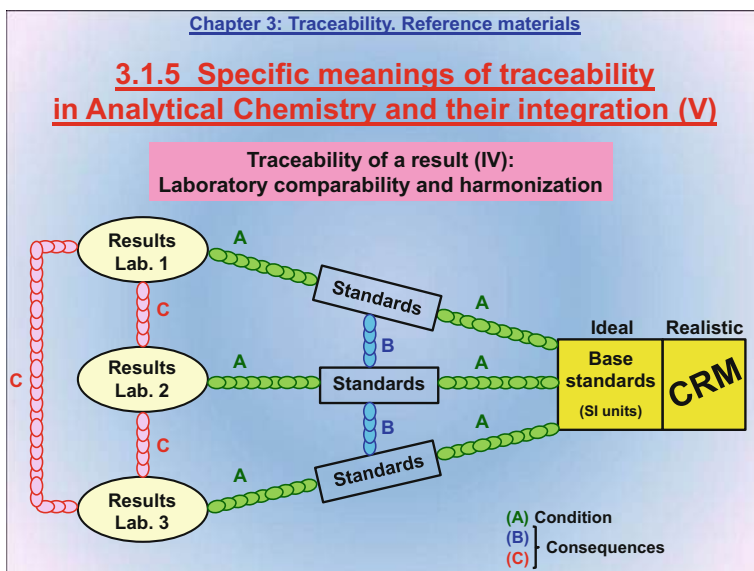 Chapter 3: Traceability. Reference materials
3.1.5 Specific meanings of traceability
in Analytical Chemistry and their integration (V)
Traceability of a result (IV):
Laboratory comparability and harmonization
Results
Lab. 1
A
Standards
A
C
B
Ideal
Realistic
C
Results
Lab. 2
A
Standards
A
Base
standards
(SI units)
CRM
C
B
A
Results
Lab. 3
A
Standards
(A) Condition
(B)
(C)
Consequences